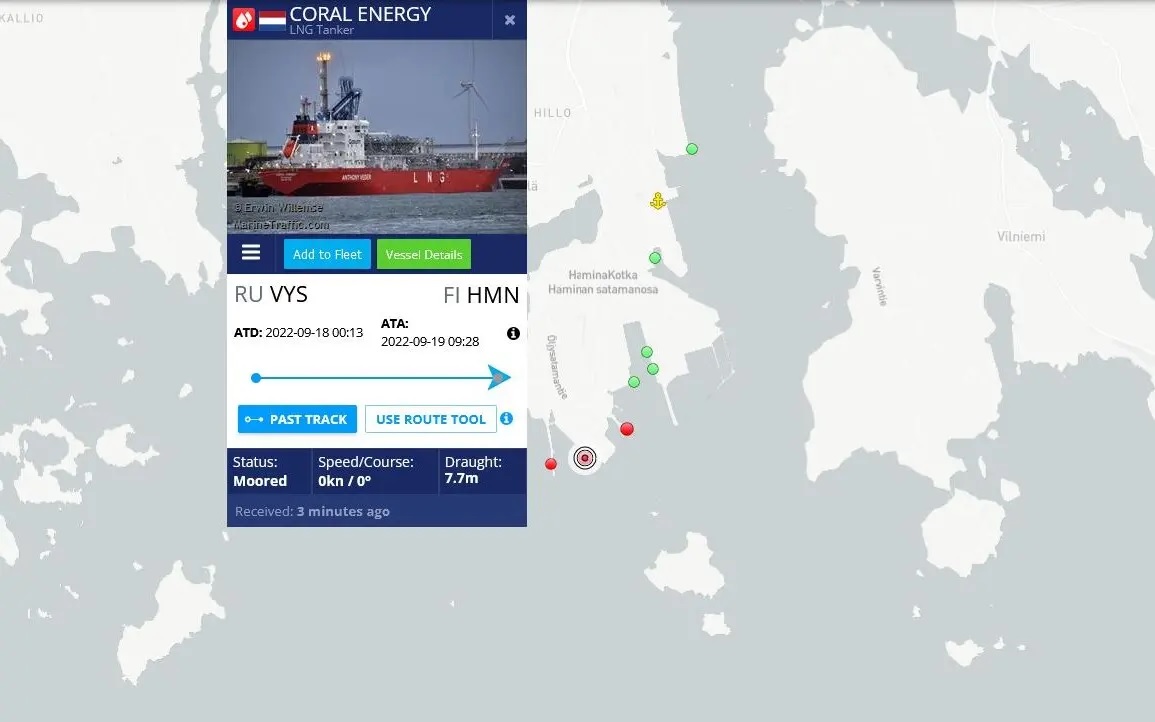 KALLIO
CORAL ENERGY
LNG Tanker
ANTHONY VEDER
L N G
© Erwin Willemse
MarineTraffic.com
Add to Fleet
Vessel Details
RU VYS
FI HMN
ATD: 2022-09-18 00:13
ATA:
2022-09-19 09:28
PAST TRACK
USE ROUTE TOOL
Status:
Moored
Speed/Course:
0kn / 0°
Draught:
7.7m
Received: 3 minutes ago
HILLO
HaminaKotka
Haminan satamanosa
Öljysatamantie
Vilniemi